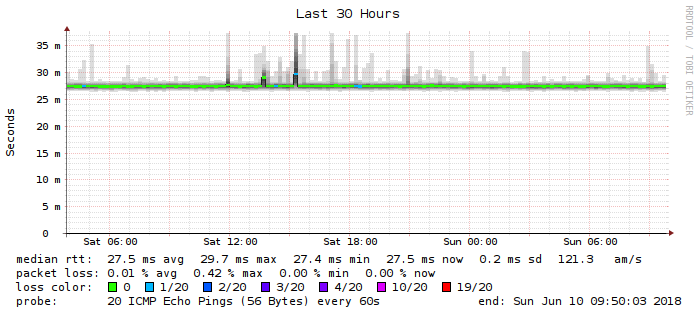 Last 30 Hours
RRDTOOL / TOBI OETIKER
Seconds
35 m
30 m
25 m
20 m
15 m
10 m
5 m
0
Sat 06:00 Sat 12:00 Sat 18:00 Sun 00:00 Sun 06:00
median rtt: 27.5 ms avg 29.7 ms max 27.4 ms min 27.5 ms now 0.2 ms sd 121.3 am/s
packet loss: 0.01 % avg 0.42 % max 0.00 % min 0.00 % now
loss color: 0 1/20 2/20 3/20 4/20 10/20 19/20
probe: 20 ICMP Echo Pings (56 Bytes) every 60s end: Sun Jun 10 09:50:03 2018